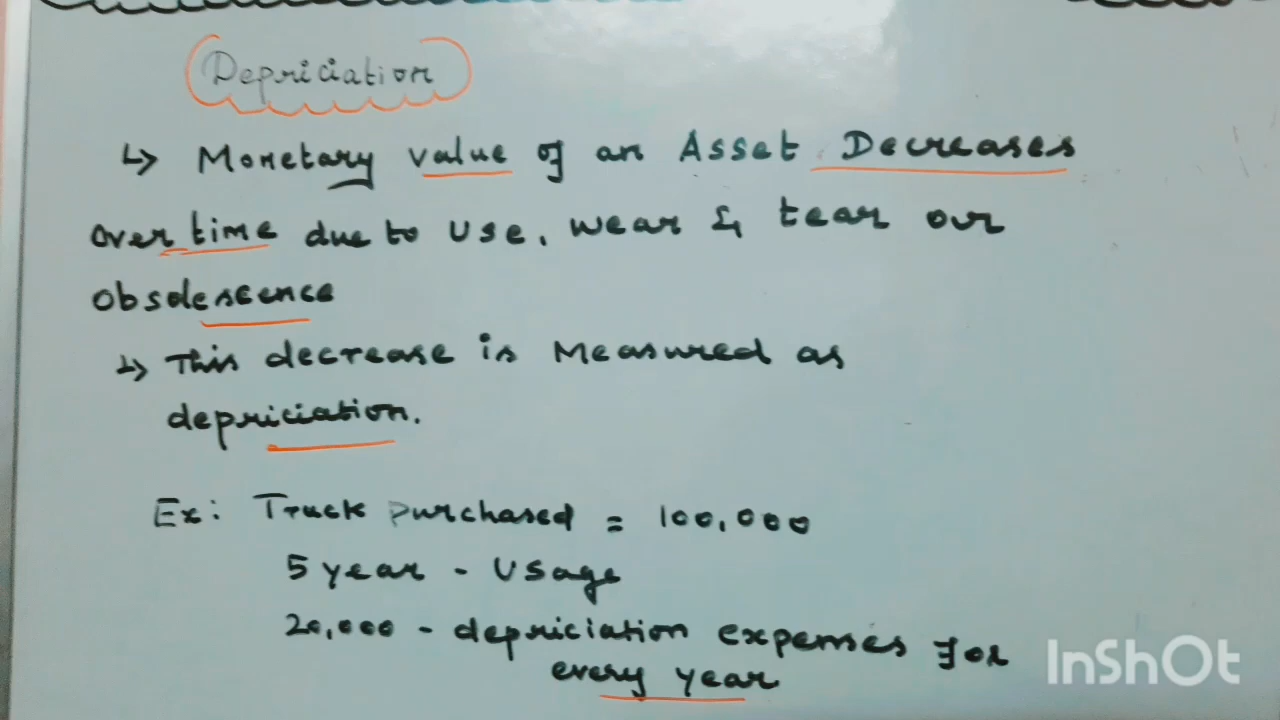 Depriciation
↳ Monetary value of an Asset Decreases
over time due to use, wear & tear or
obsolescence
↳ This decrease is Measured as
depriciation.
Ex: Truck purchased = 100,000
5 year - Usage
20,000 - depriciation expenses for
every year
InShOt